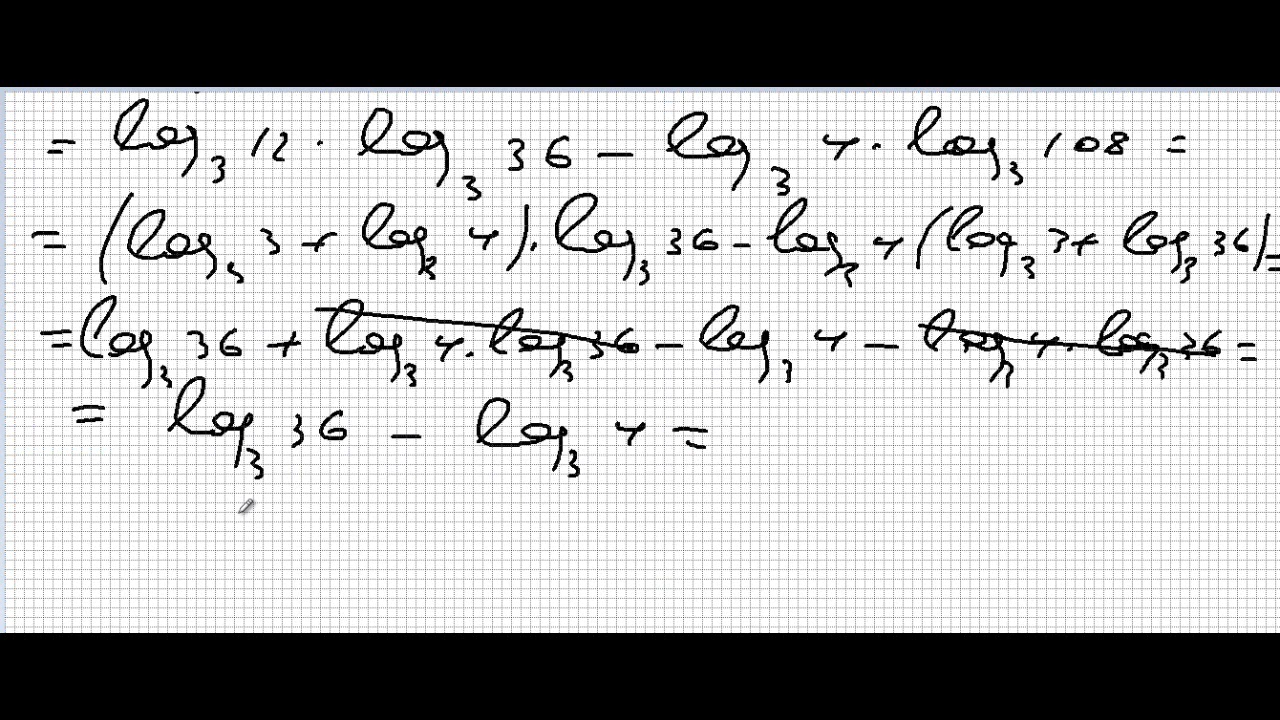 = log₃ 12 · log₃ 36 − log₃ 4 · log₃ 108 =
= (log₃ 3 + log₃ 4) · log₃ 36 − log₃ 4 (log₃ 3 + log₃ 36) =
= log₃ 36 + log₃ 4 · log₃ 36 − log₃ 4 − log₃ 4 · log₃ 36 =
= log₃ 36 − log₃ 4 =